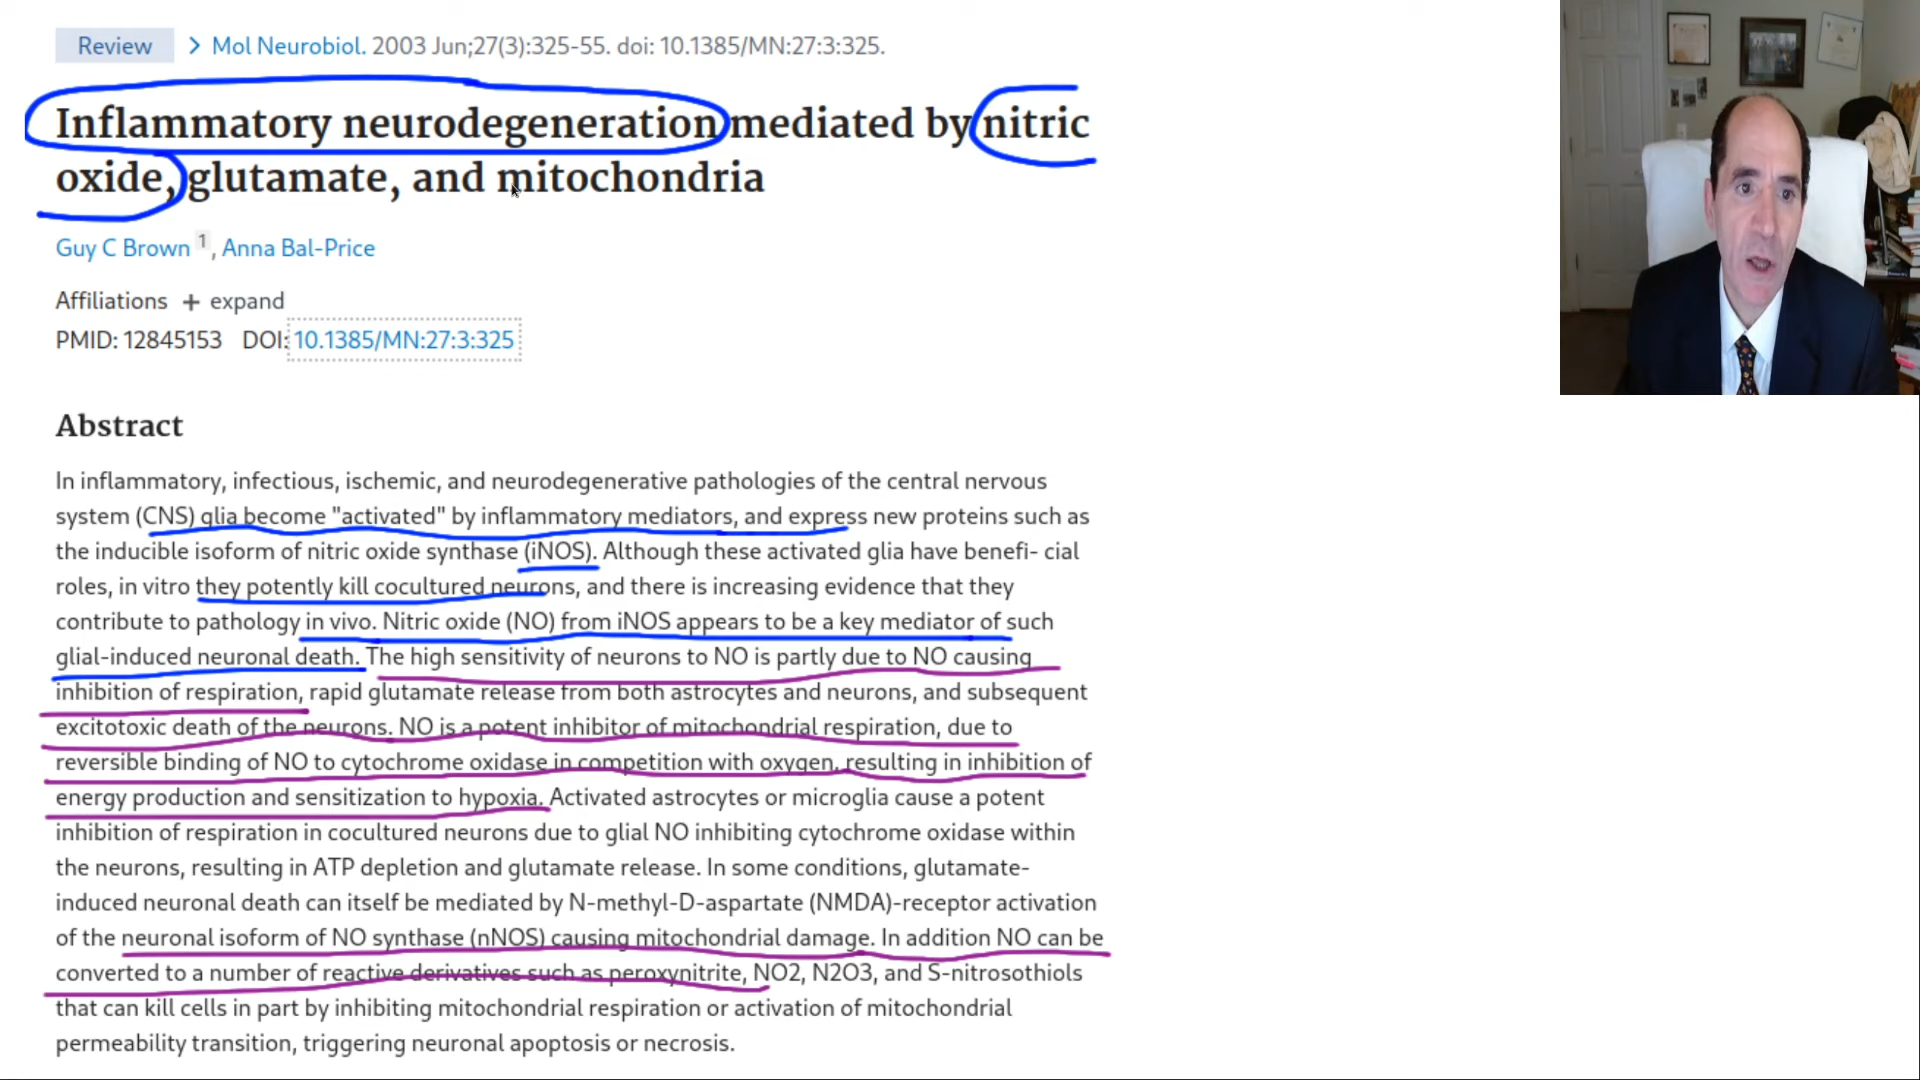 Review > Mol Neurobiol. 2003 Jun;27(3):325-55. doi: 10.1385/MN:27:3:325.
Inflammatory neurodegeneration mediated by nitric
oxide, glutamate, and mitochondria
Guy C Brown 1, Anna Bal-Price
Affiliations + expand
PMID: 12845153 DOI: 10.1385/MN:27:3:325
Abstract
In inflammatory, infectious, ischemic, and neurodegenerative pathologies of the central nervous
system (CNS) glia become "activated" by inflammatory mediators, and express new proteins such as
the inducible isoform of nitric oxide synthase (iNOS). Although these activated glia have benefi- cial
roles, in vitro they potently kill cocultured neurons, and there is increasing evidence that they
contribute to pathology in vivo. Nitric oxide (NO) from iNOS appears to be a key mediator of such
glial-induced neuronal death. The high sensitivity of neurons to NO is partly due to NO causing
inhibition of respiration, rapid glutamate release from both astrocytes and neurons, and subsequent
excitotoxic death of the neurons. NO is a potent inhibitor of mitochondrial respiration, due to
reversible binding of NO to cytochrome oxidase in competition with oxygen, resulting in inhibition of
energy production and sensitization to hypoxia. Activated astrocytes or microglia cause a potent
inhibition of respiration in cocultured neurons due to glial NO inhibiting cytochrome oxidase within
the neurons, resulting in ATP depletion and glutamate release. In some conditions, glutamate-
induced neuronal death can itself be mediated by N-methyl-D-aspartate (NMDA)-receptor activation
of the neuronal isoform of NO synthase (nNOS) causing mitochondrial damage. In addition NO can be
converted to a number of reactive derivatives such as peroxynitrite, NO2, N2O3, and S-nitrosothiols
that can kill cells in part by inhibiting mitochondrial respiration or activation of mitochondrial
permeability transition, triggering neuronal apoptosis or necrosis.